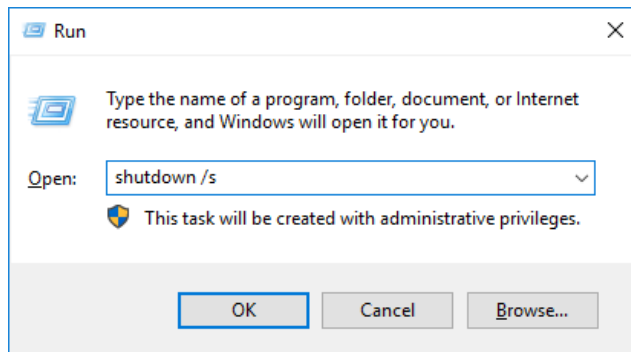 Run
Type the name of a program, folder, document, or Internet
resource, and Windows will open it for you.
Open:
shutdown /s
This task will be created with administrative privileges.
OK
Cancel
Browse...